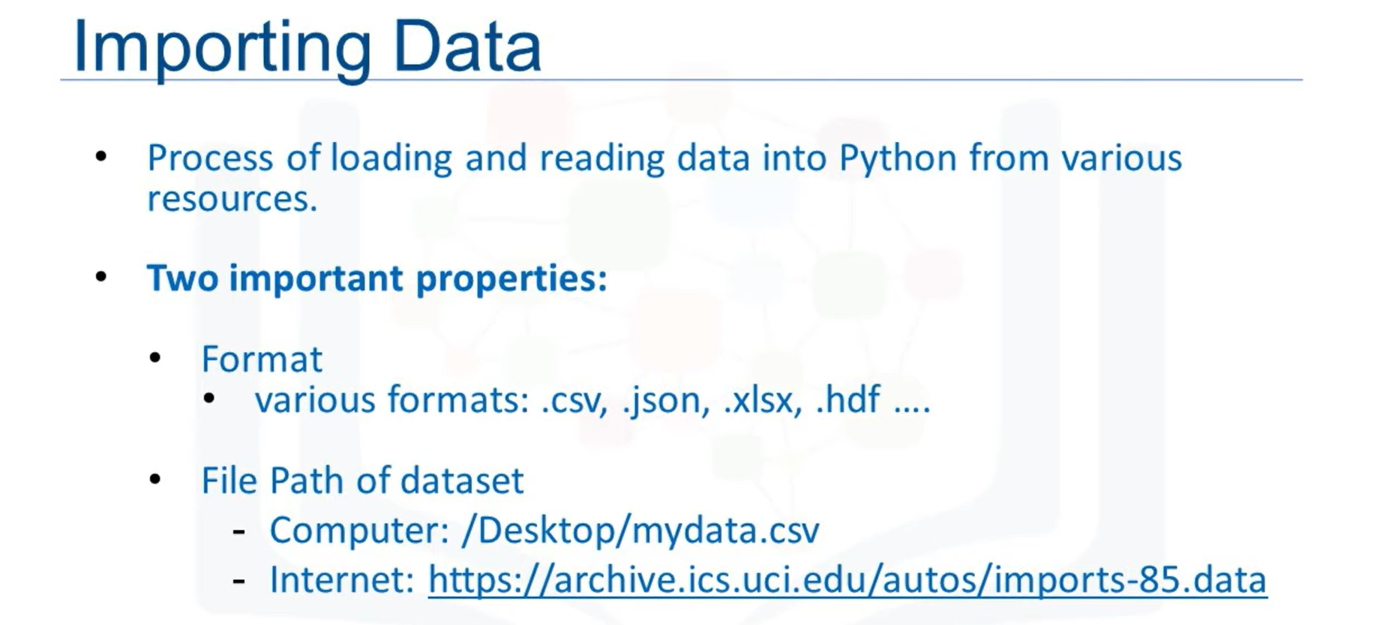 Importing Data
• Process of loading and reading data into Python from various
resources.
• Two important properties:
• Format
• various formats: .csv, .json, .xlsx, .hdf ....
• File Path of dataset
- Computer: /Desktop/mydata.csv
- Internet: https://archive.ics.uci.edu/autos/imports-85.data